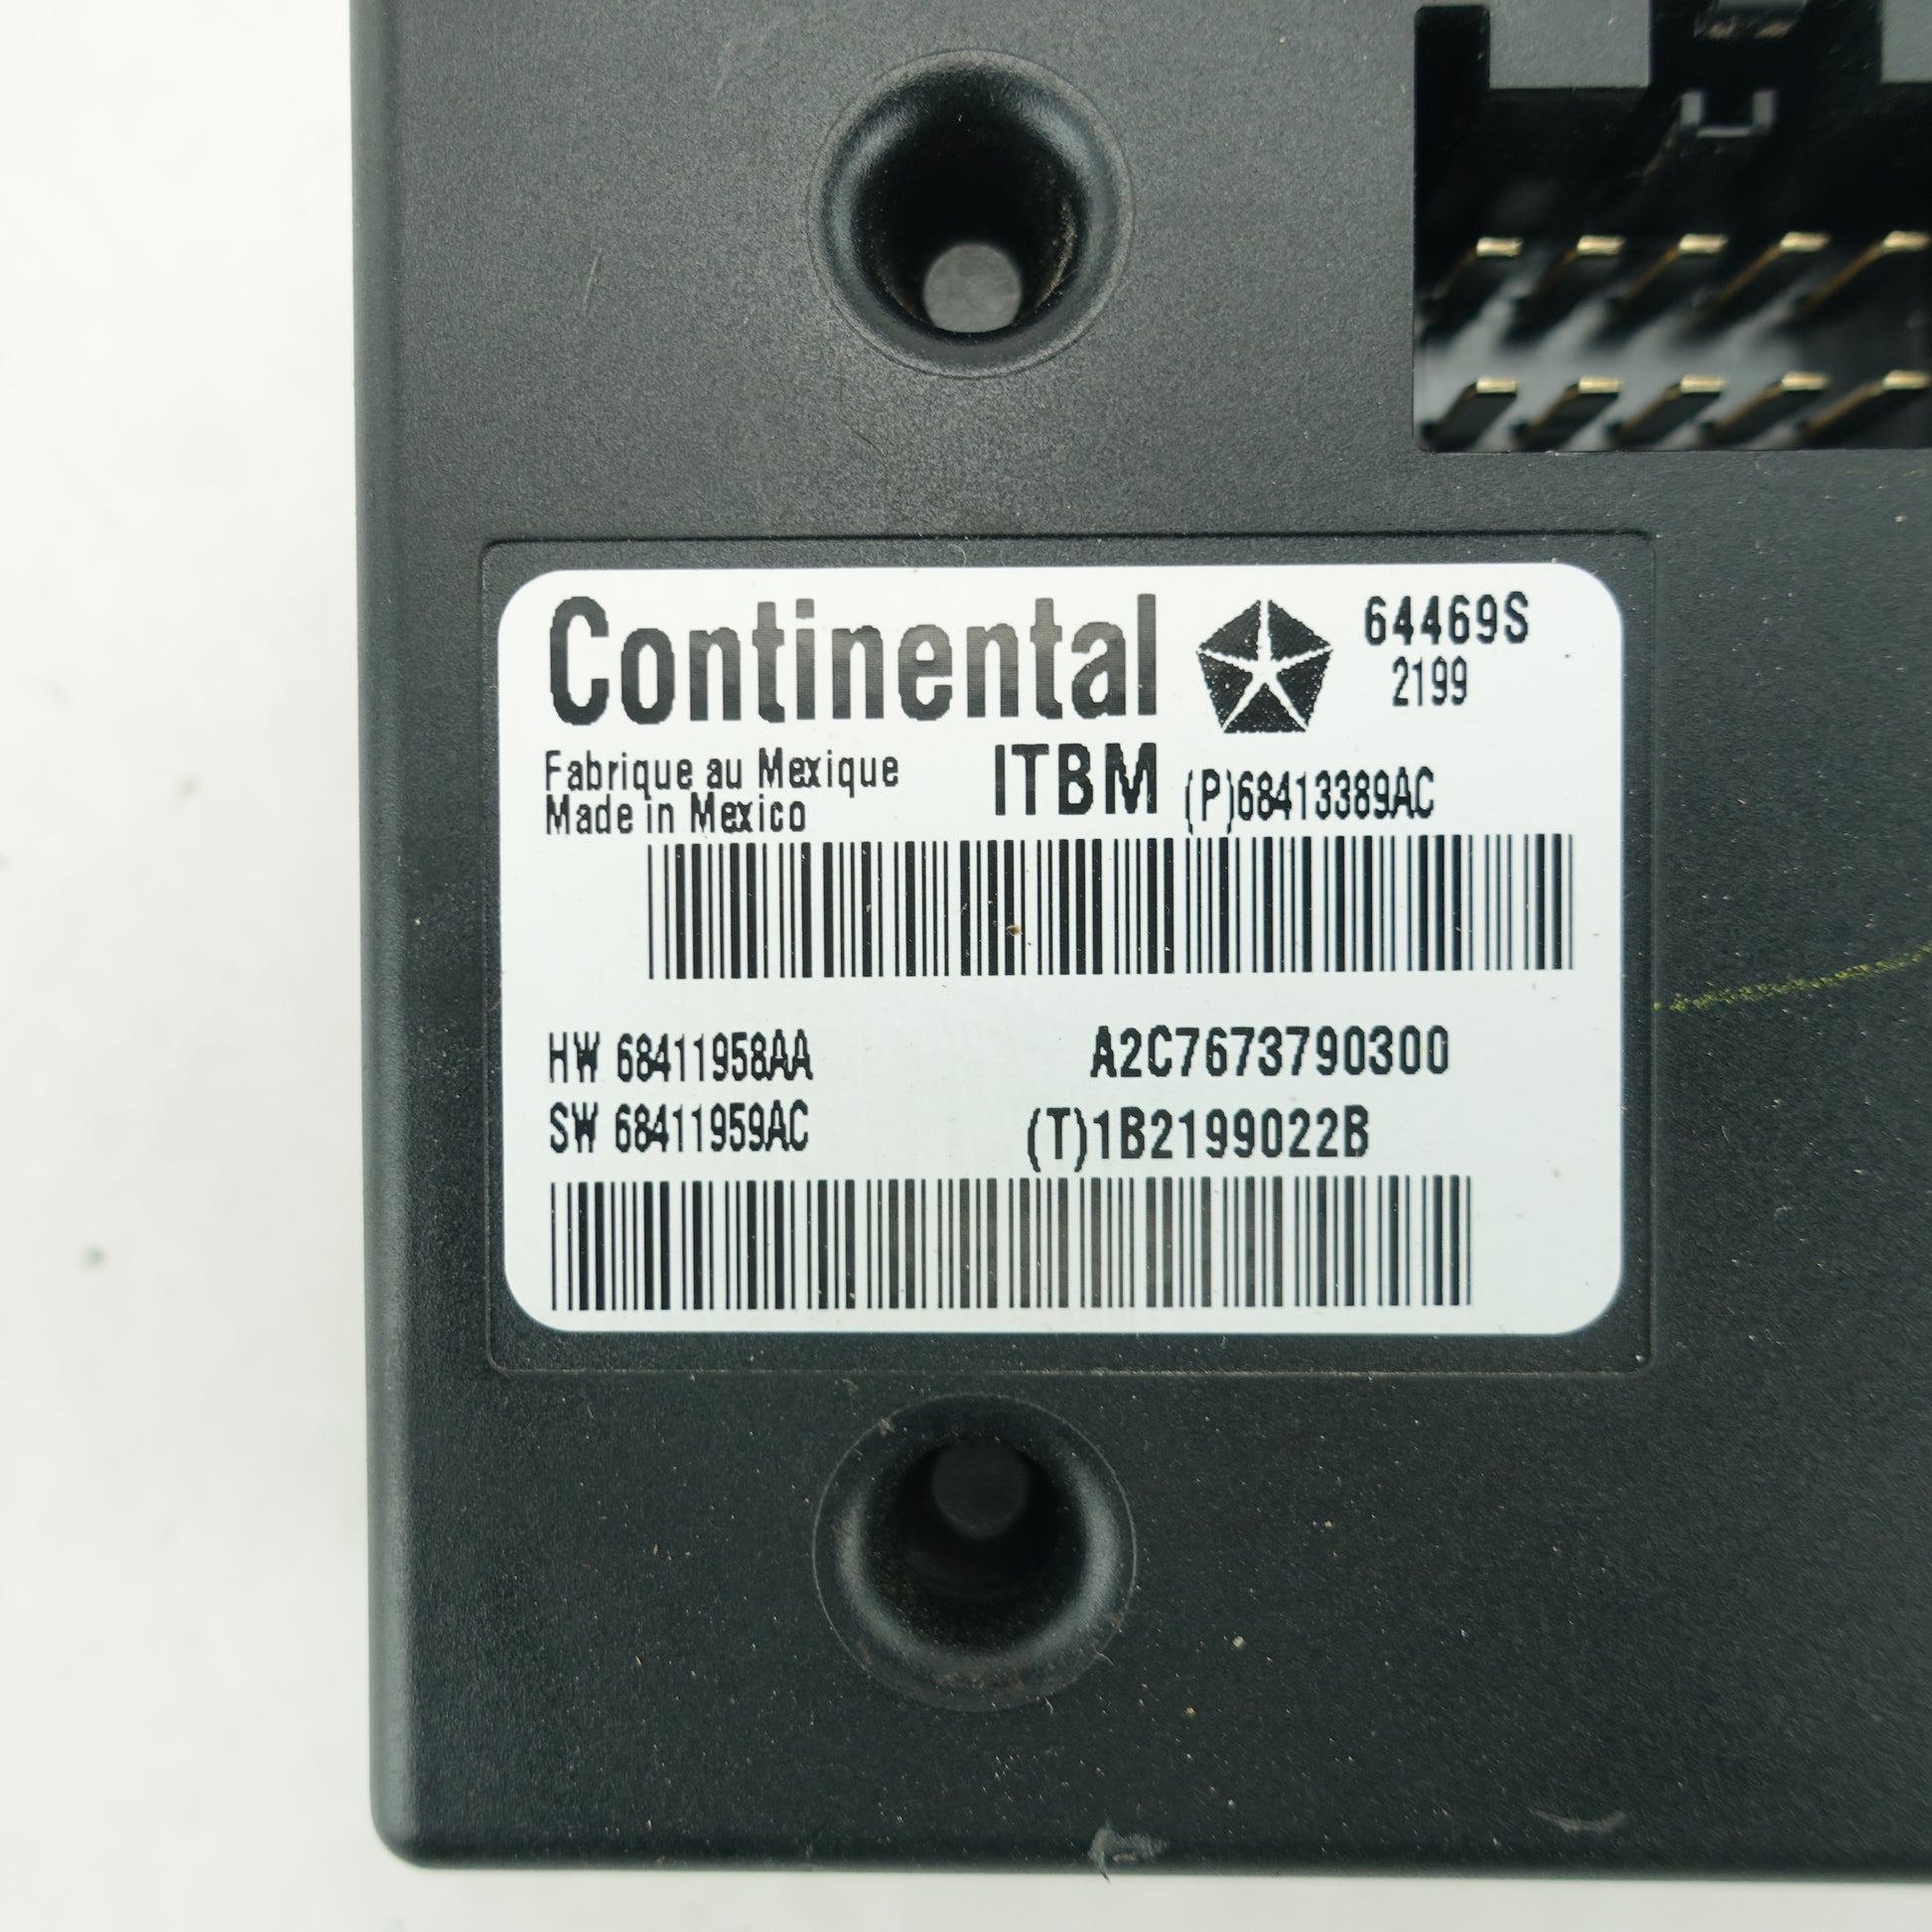 Continental 64469S
2199
Fabrique au Mexique ITBM (P)68413389AC
Made in Mexico
HW 68411958AA A2C7673790300
SW 68411959AC (T)1B2199022B